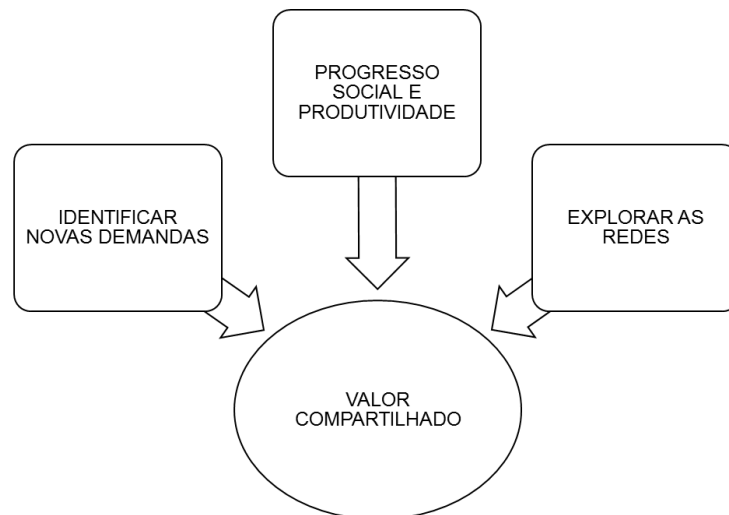 PROGRESSO
SOCIAL E
PRODUTIVIDADE
IDENTIFICAR
NOVAS DEMANDAS
EXPLORAR AS
REDES
VALOR
COMPARTILHADO